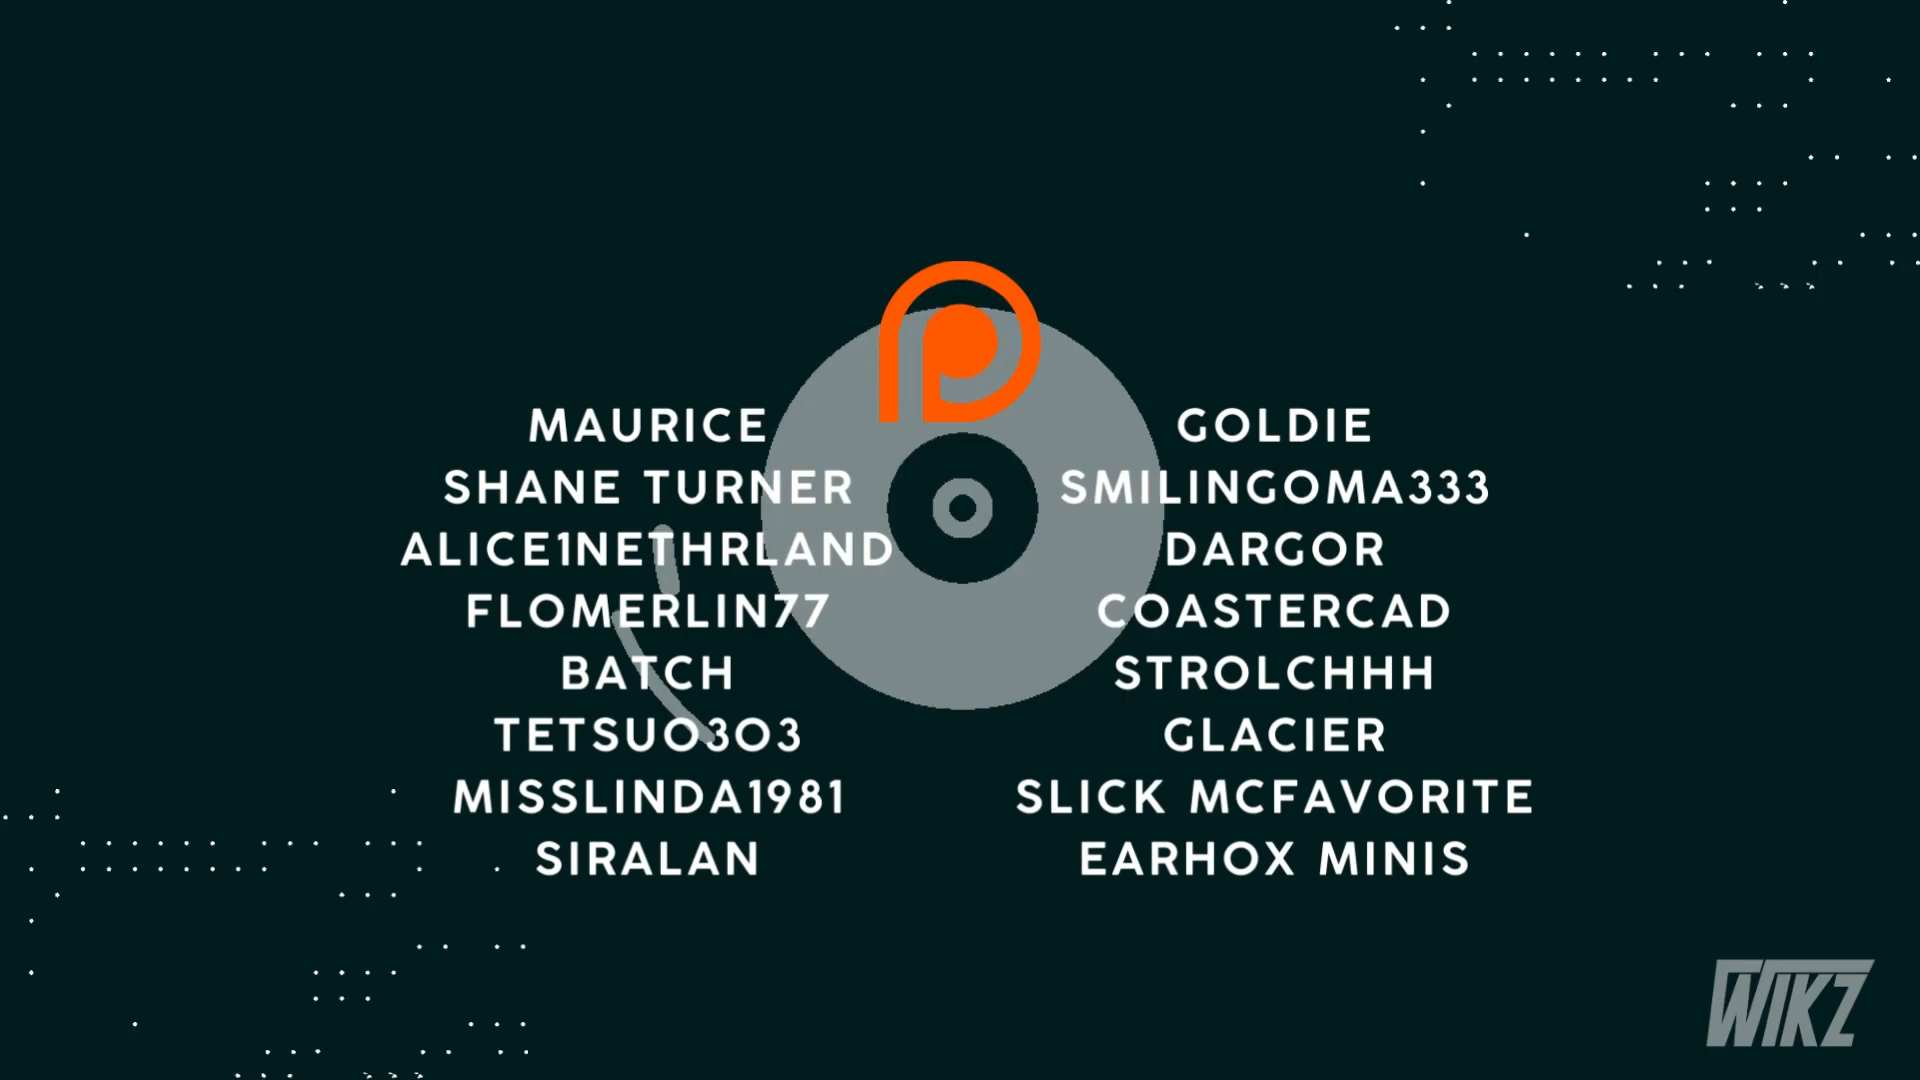 MAURICE
SHANE TURNER
ALICE1NETHRLAND
FLOMERLIN77
BATCH
TETSUO303
MISSLINDA1981
SIRALAN
GOLDIE
SMILINGOMA333
DARGOR
COASTERCAD
STROLCHHH
GLACIER
SLICK MCFAVORITE
EARHOX MINIS
WIKZ